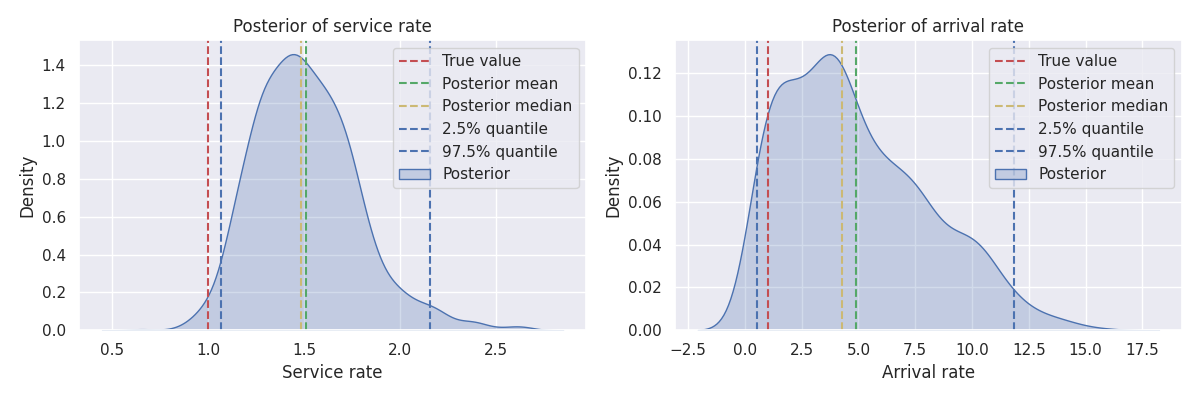 Posterior of service rate
1.4
1.2
1.0
0.8
0.6
0.4
0.2
0.0
Density
True value
Posterior mean
Posterior median
2.5% quantile
97.5% quantile
Posterior
0.5
1.0
1.5
2.0
2.5
Service rate
Posterior of arrival rate
0.12
0.10
0.08
0.06
0.04
0.02
0.00
Density
True value
Posterior mean
Posterior median
2.5% quantile
97.5% quantile
Posterior
−2.5
0.0
2.5
5.0
7.5
10.0
12.5
15.0
17.5
Arrival rate